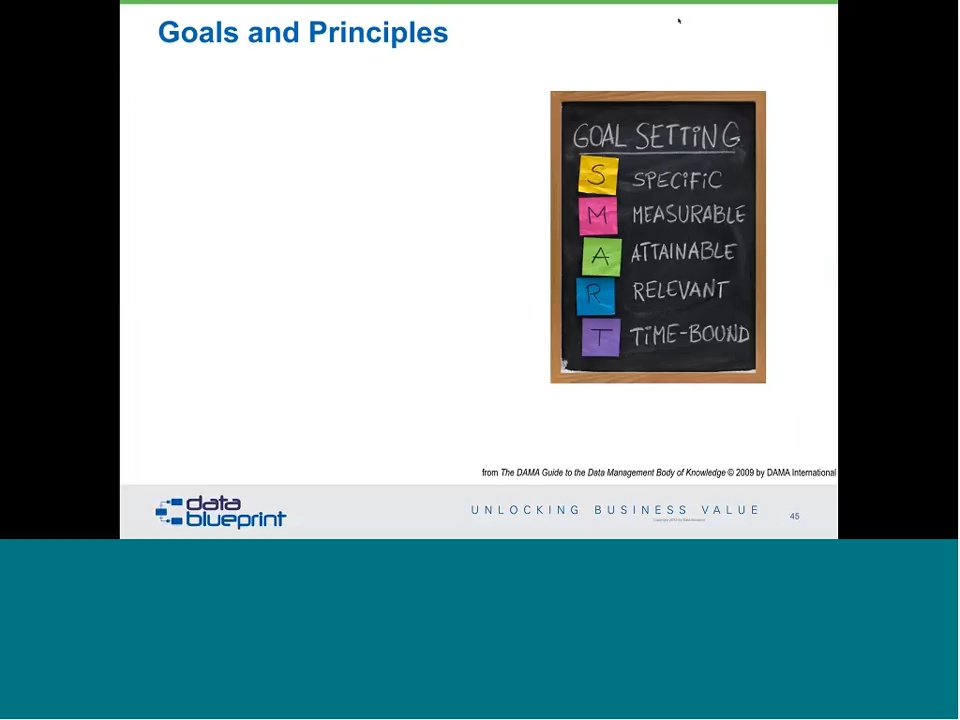 Goals and Principles
GOAL SETTING
S SPECIFIC
M MEASURABLE
A ATTAINABLE
R RELEVANT
T TIME-BOUND
from The DAMA Guide to the Data Management Body of Knowledge © 2009 by DAMA International
data
blueprint
UNLOCKING BUSINESS VALUE
45